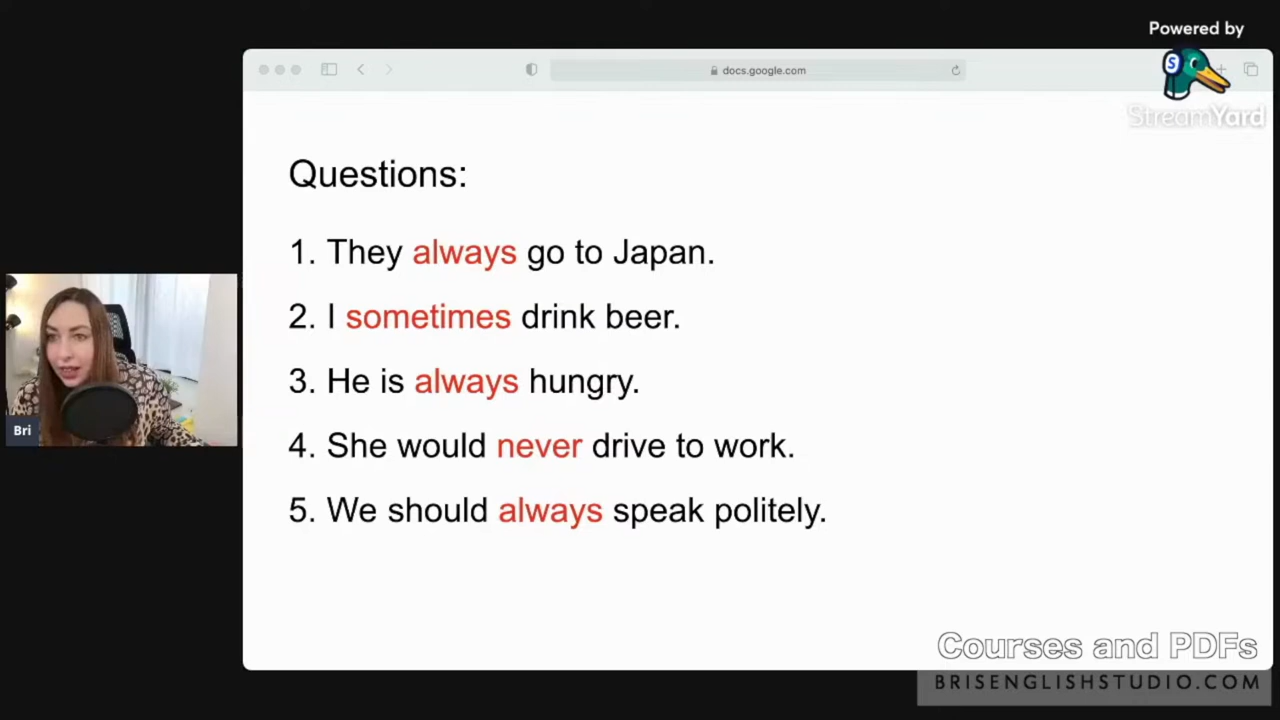 Powered by
docs.google.com
S
StreamYard
Questions:
1. They always go to Japan.
2. I sometimes drink beer.
3. He is always hungry.
4. She would never drive to work.
5. We should always speak politely.
Bri
Courses and PDFs
BRISENGLISHSTUDIO.COM